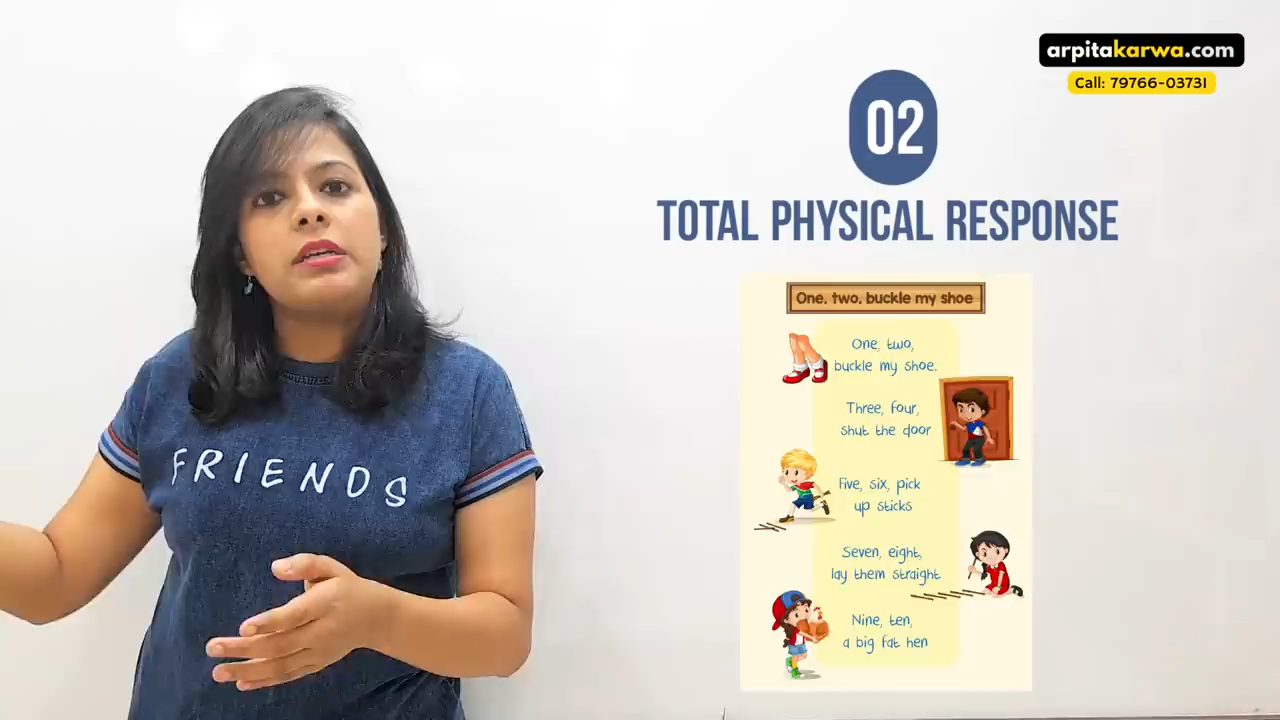 arpitakarwa.com
Call: 79766-03731
02
TOTAL PHYSICAL RESPONSE
One, two, buckle my shoe
One, two,
buckle my shoe.
Three, four,
shut the door
Five, six, pick
up sticks
Seven, eight,
lay them straight
Nine, ten,
a big fat hen
FRIENDS